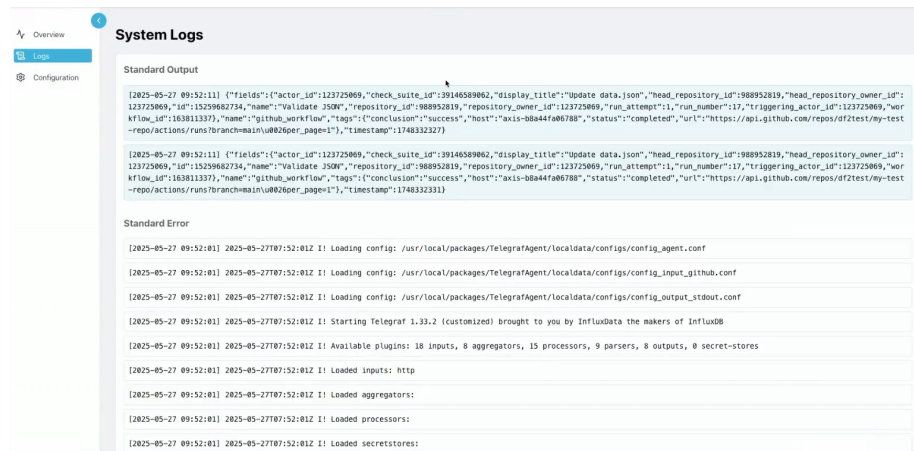 System Logs
Overview
Logs
Configuration
Standard Output
[2025-05-27 09:52:11] {"fields":{"actor_id":123725069,"check_suite_id":39146589062,"display_title":"Update data.json","head_repository_id":988952819,"head_repository_owner_id":
123725069,"id":15259682734,"name":"Validate JSON","repository_id":988952819,"repository_owner_id":123725069,"run_attempt":1,"run_number":17,"triggering_actor_id":123725069,"wor
kflow_id":163811337},"name":"github_workflow","tags":{"conclusion":"success","host":"axis-b8a44fa06788","status":"completed","url":"https://api.github.com/repos/df2test/my-test
-repo/actions/runs?branch=main\u0026per_page=1"},"timestamp":1748332327}
[2025-05-27 09:52:11] {"fields":{"actor_id":123725069,"check_suite_id":39146589062,"display_title":"Update data.json","head_repository_id":988952819,"head_repository_owner_id":
123725069,"id":15259682734,"name":"Validate JSON","repository_id":988952819,"repository_owner_id":123725069,"run_attempt":1,"run_number":17,"triggering_actor_id":123725069,"wor
kflow_id":163811337},"name":"github_workflow","tags":{"conclusion":"success","host":"axis-b8a44fa06788","status":"completed","url":"https://api.github.com/repos/df2test/my-test
-repo/actions/runs?branch=main\u0026per_page=1"},"timestamp":1748332331}
Standard Error
[2025-05-27 09:52:01] 2025-05-27T07:52:01Z I! Loading config: /usr/local/packages/TelegrafAgent/localdata/configs/config_agent.conf
[2025-05-27 09:52:01] 2025-05-27T07:52:01Z I! Loading config: /usr/local/packages/TelegrafAgent/localdata/configs/config_input_github.conf
[2025-05-27 09:52:01] 2025-05-27T07:52:01Z I! Loading config: /usr/local/packages/TelegrafAgent/localdata/configs/config_output_stdout.conf
[2025-05-27 09:52:01] 2025-05-27T07:52:01Z I! Starting Telegraf 1.33.2 (customized) brought to you by InfluxData the makers of InfluxDB
[2025-05-27 09:52:01] 2025-05-27T07:52:01Z I! Available plugins: 18 inputs, 8 aggregators, 15 processors, 9 parsers, 8 outputs, 0 secret-stores
[2025-05-27 09:52:01] 2025-05-27T07:52:01Z I! Loaded inputs: http
[2025-05-27 09:52:01] 2025-05-27T07:52:01Z I! Loaded aggregators:
[2025-05-27 09:52:01] 2025-05-27T07:52:01Z I! Loaded processors:
[2025-05-27 09:52:01] 2025-05-27T07:52:01Z I! Loaded secretstores: